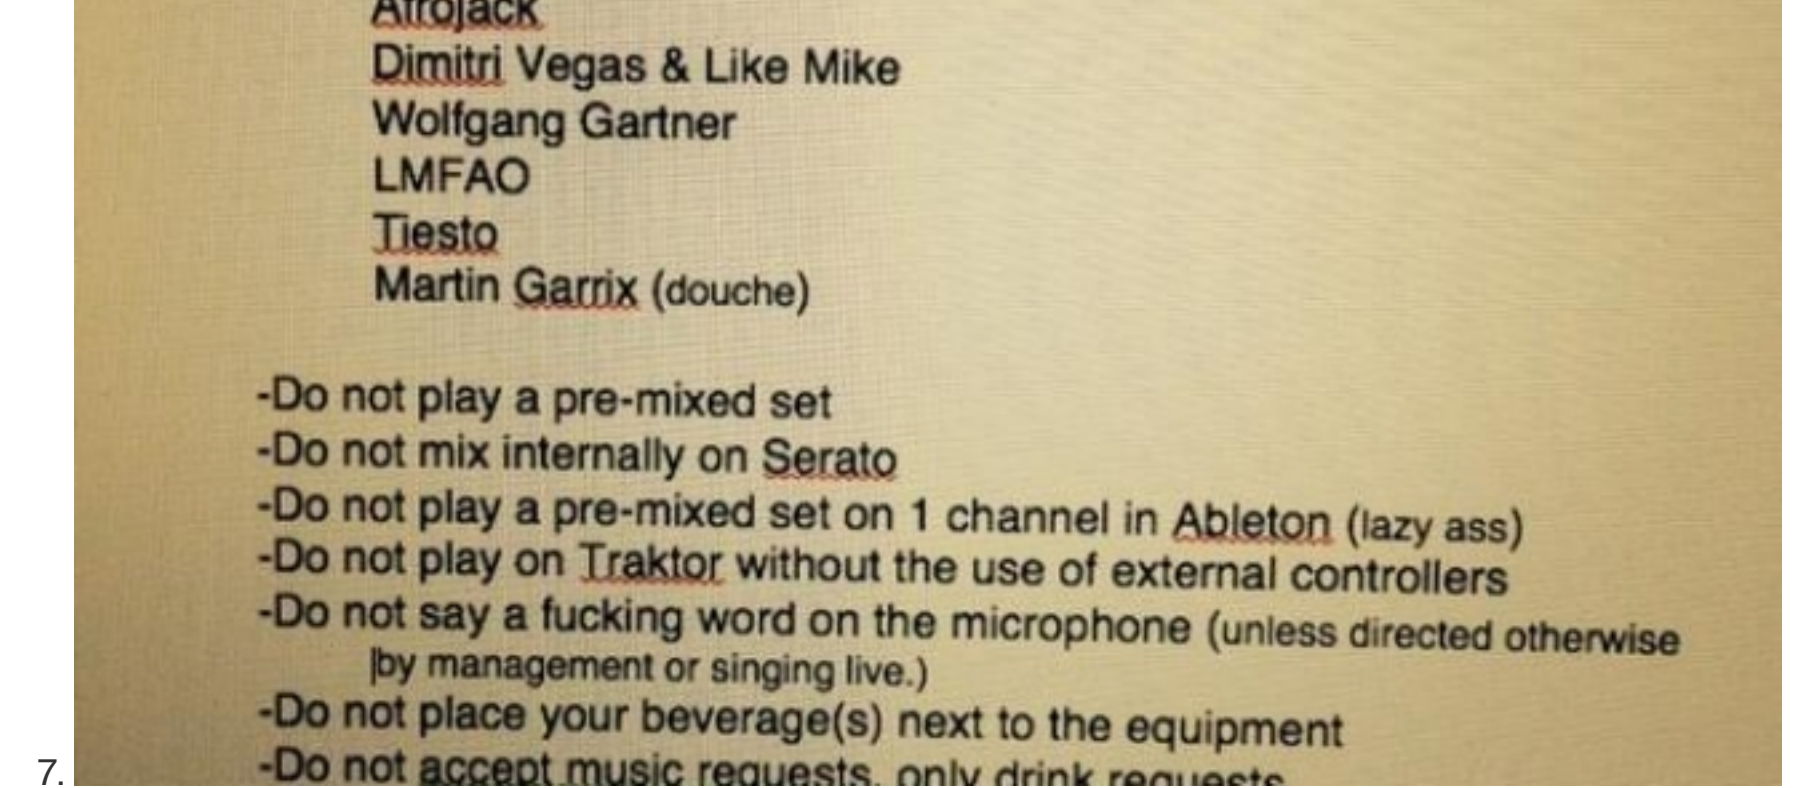 Afrojack
Dimitri Vegas & Like Mike
Wolfgang Gartner
LMFAO
Tiesto
Martin Garrix (douche)
-Do not play a pre-mixed set
-Do not mix internally on Serato
-Do not play a pre-mixed set on 1 channel in Ableton (lazy ass)
-Do not play on Traktor without the use of external controllers
-Do not say a fucking word on the microphone (unless directed otherwise
by management or singing live.)
-Do not place your beverage(s) next to the equipment
-Do not accept music requests, only drink requests
7.